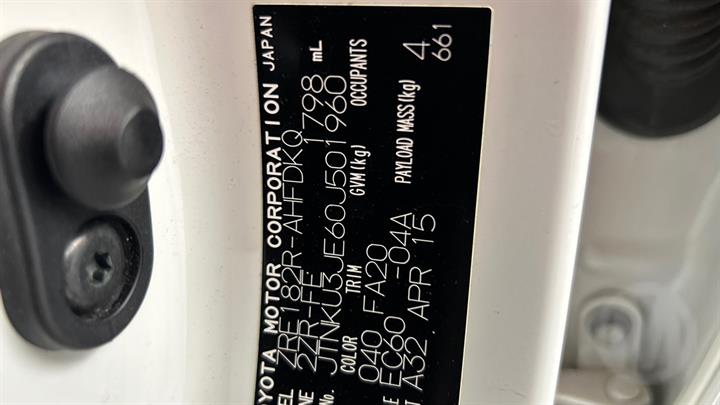 TOYOTA MOTOR CORPORATION JAPAN
ZRE182R-AHFDKQ
2ZR-FE 1798 mL
JTNKU3JE60J501960
COLOR TRIM GVM(kg) OCCUPANTS
040 FA20 4
EC60 -04A PAYLOAD MASS(kg) 661
A32 APR 15